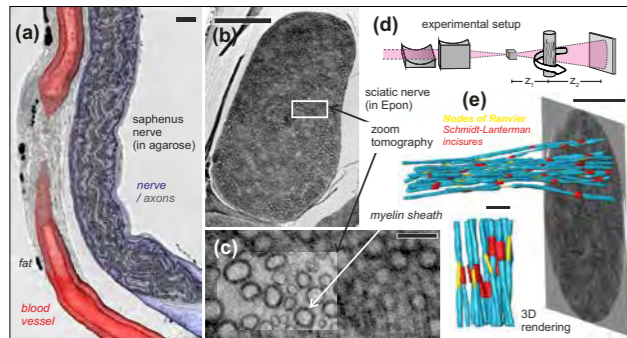 (a)
saphenus
nerve
(in agarose)
nerve
/ axons
fat
blood
vessel
(b)
sciatic nerve
(in Epon)
zoom
tomography
myelin sheath
(c)
(d)
experimental setup
Z1
Z2
(e)
Nodes of Ranvier
Schmidt-Lanterman
incisures
3D
rendering